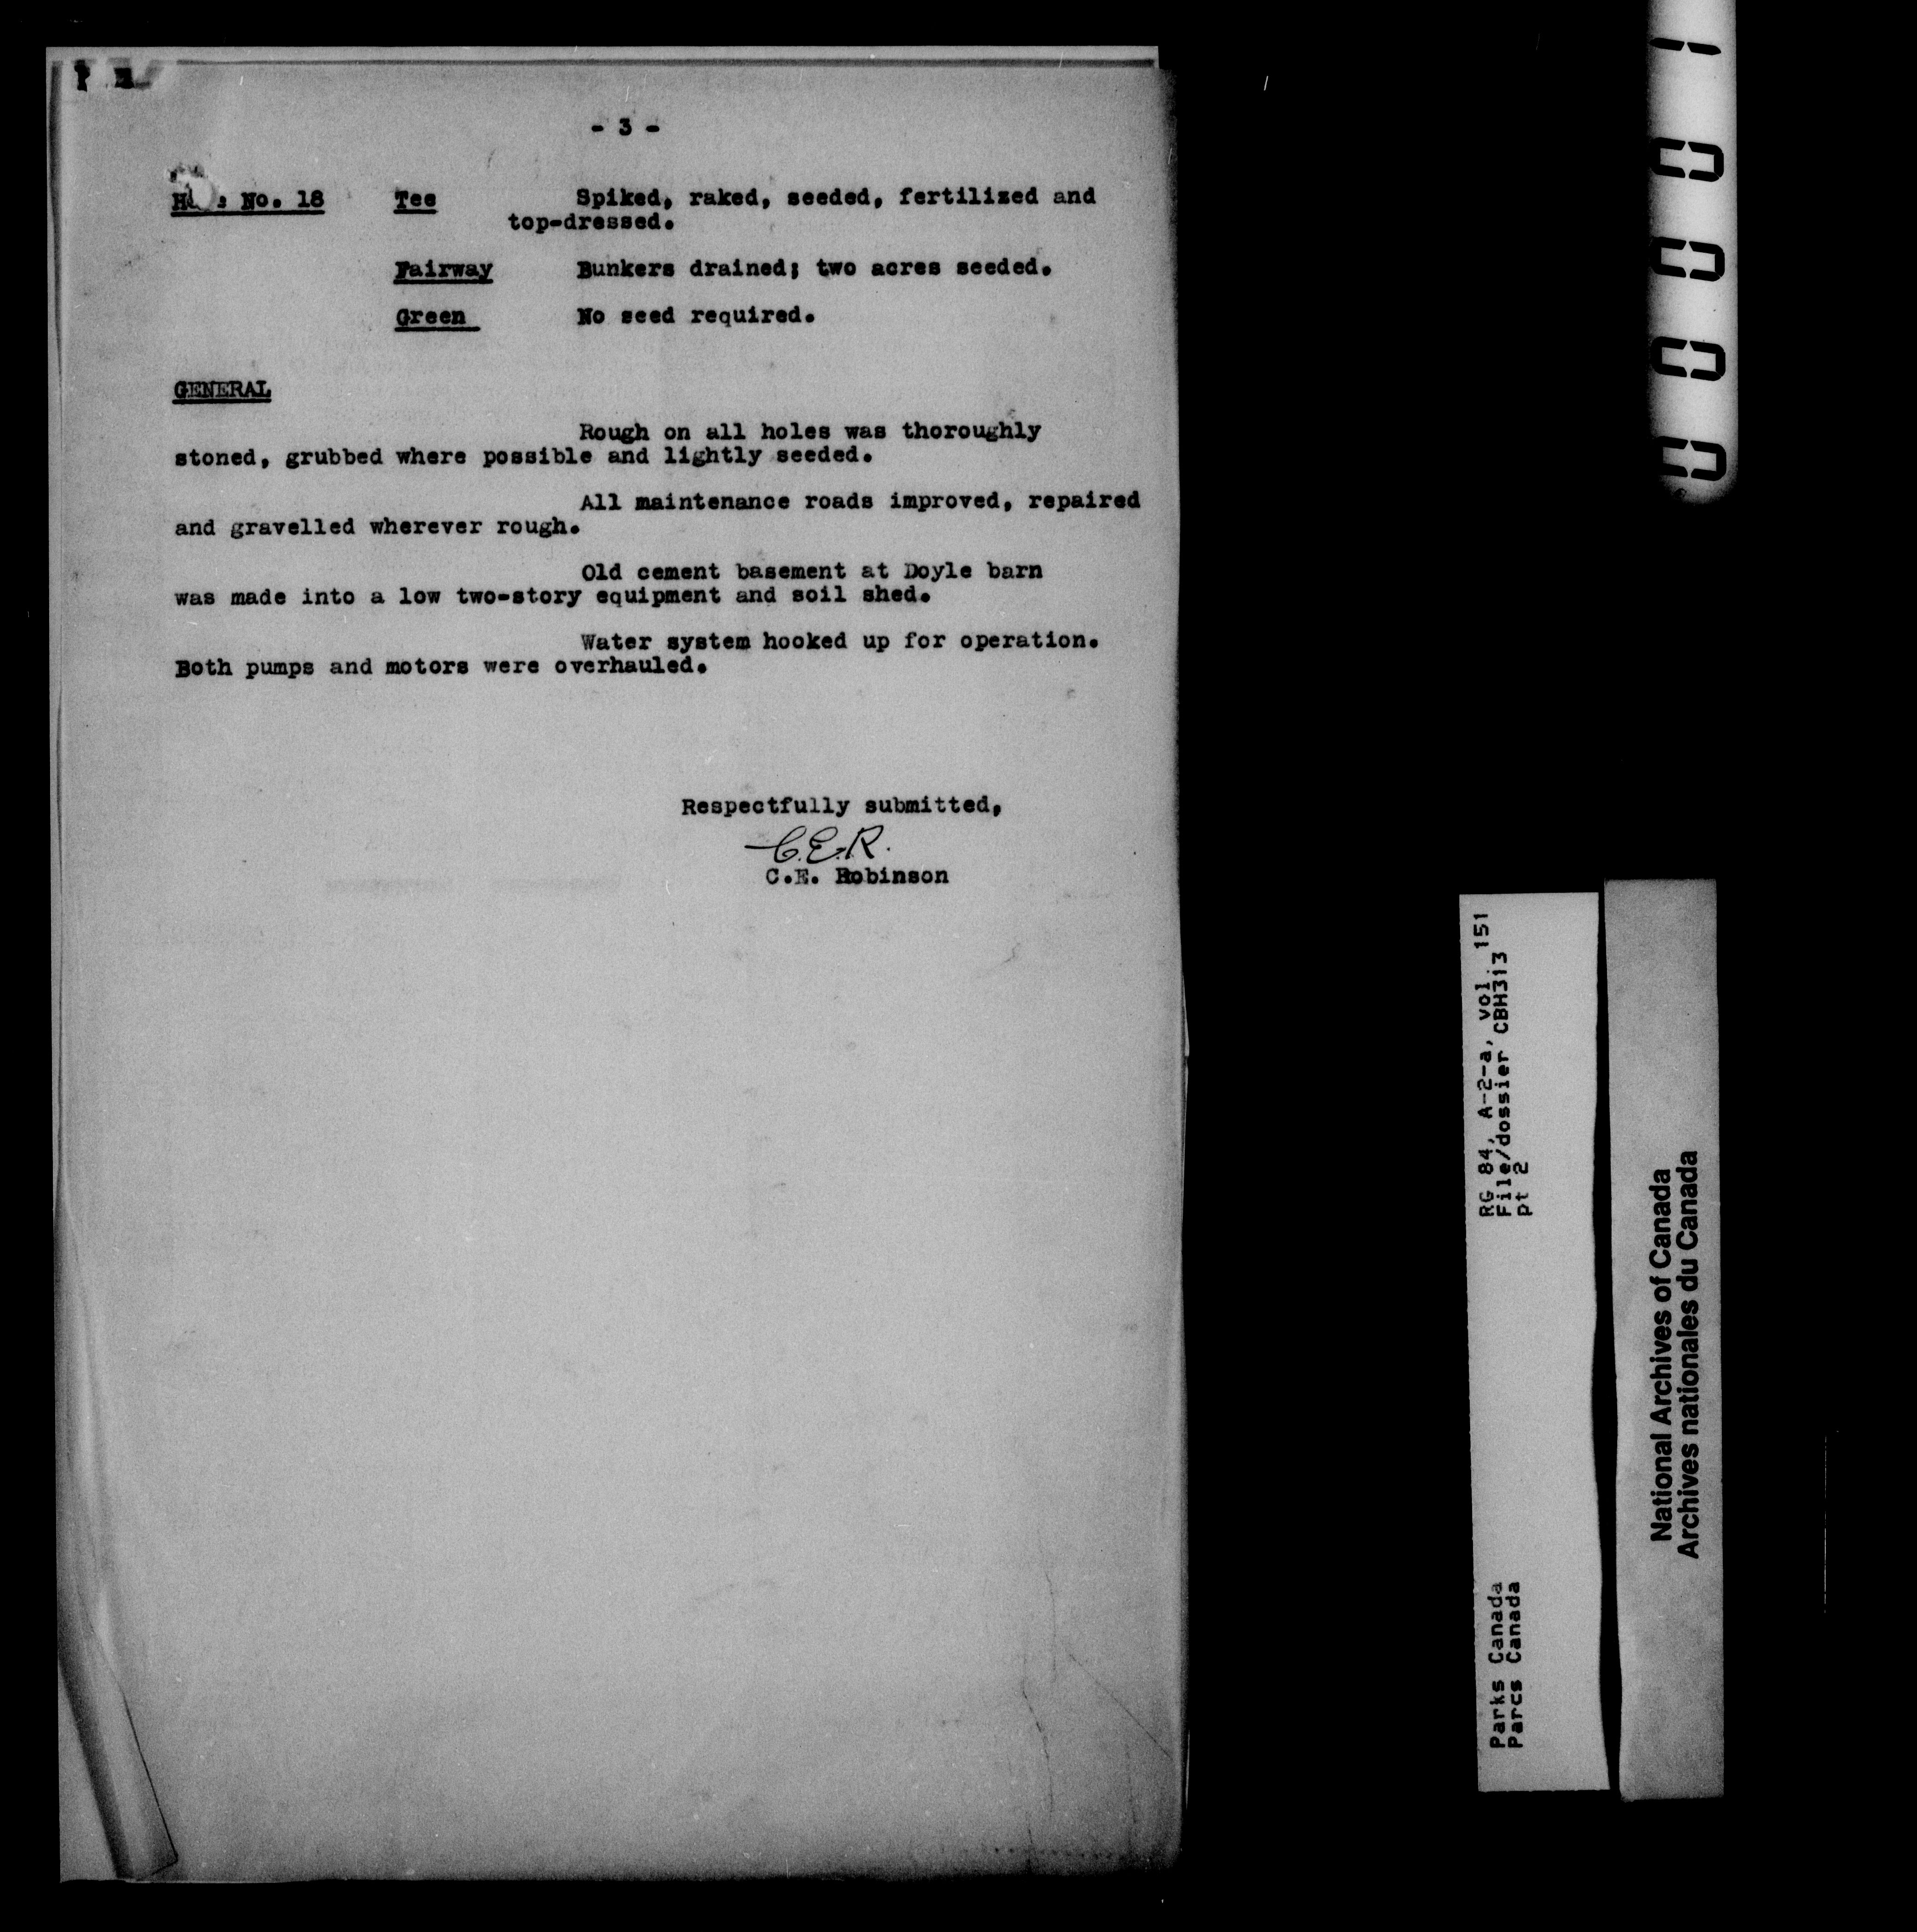 - 3 -
No. 18 Tee Spiked, raked, seeded, fertilized and
top-dressed.
Fairway Bunkers drained; two acres seeded.
Green No seed required.
GENERAL
Rough on all holes was thoroughly
stoned, grubbed where possible and lightly seeded.
All maintenance roads improved, repaired
and gravelled wherever rough.
Old cement basement at Doyle barn
was made into a low two-story equipment and soil shed.
Water system hooked up for operation.
Both pumps and motors were overhauled.
Respectfully submitted,
C.E.R.
C.E. Robinson
RG 84, A-2-a, vol. 151
File/dossier CBH313
pt 2
Parks Canada
Parcs Canada
National Archives of Canada
Archives nationales du Canada